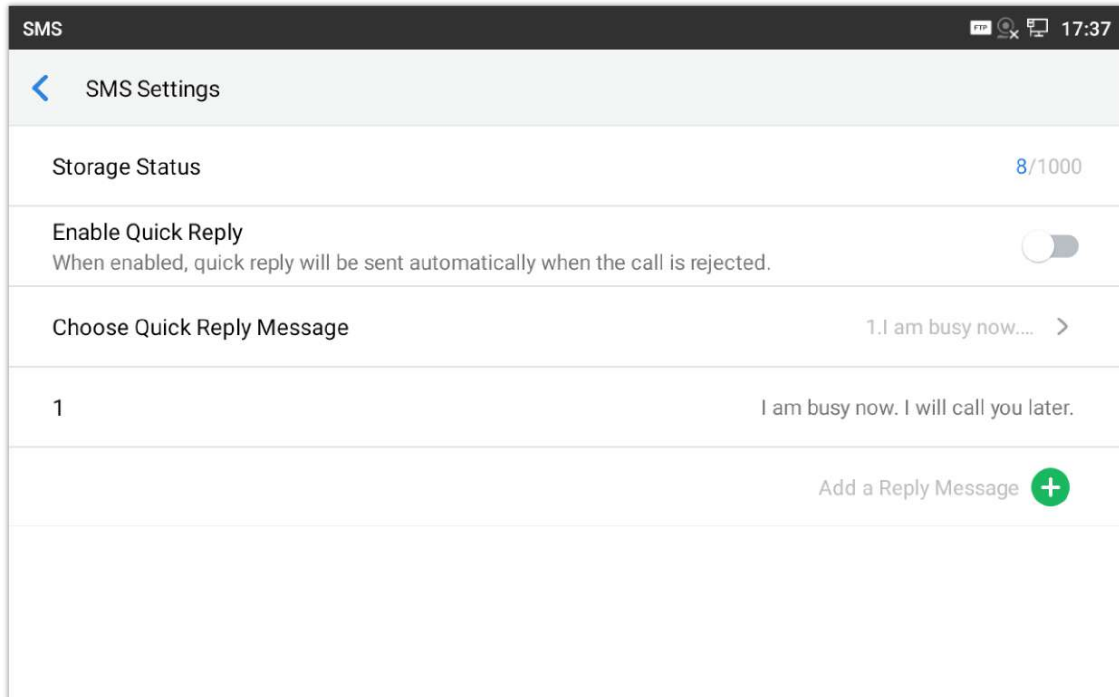 SMS
FTP 17:37
SMS Settings
Storage Status 8/1000
Enable Quick Reply
When enabled, quick reply will be sent automatically when the call is rejected.
Choose Quick Reply Message 1.I am busy now....
1 I am busy now. I will call you later.
Add a Reply Message